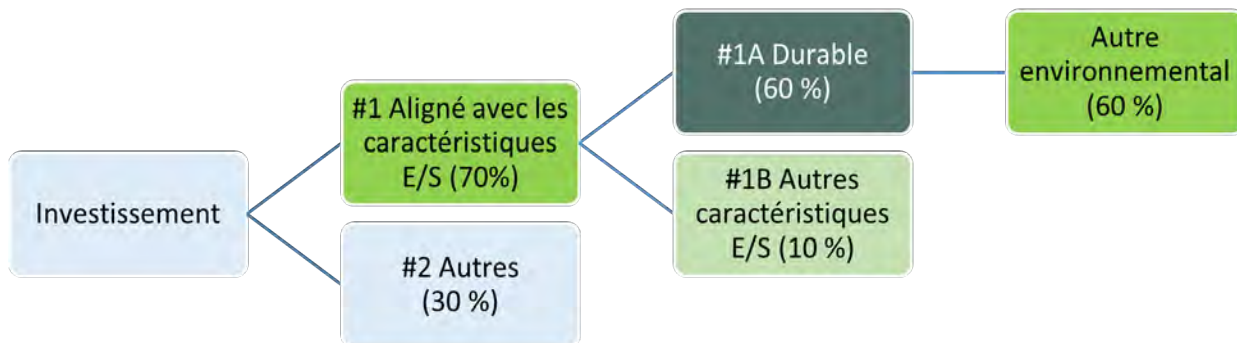 Investissement
#1 Aligné avec les
caractéristiques
E/S (70%)
#2 Autres
(30 %)
#1A Durable
(60 %)
#1B Autres
caractéristiques
E/S (10 %)
Autre
environnemental
(60 %)